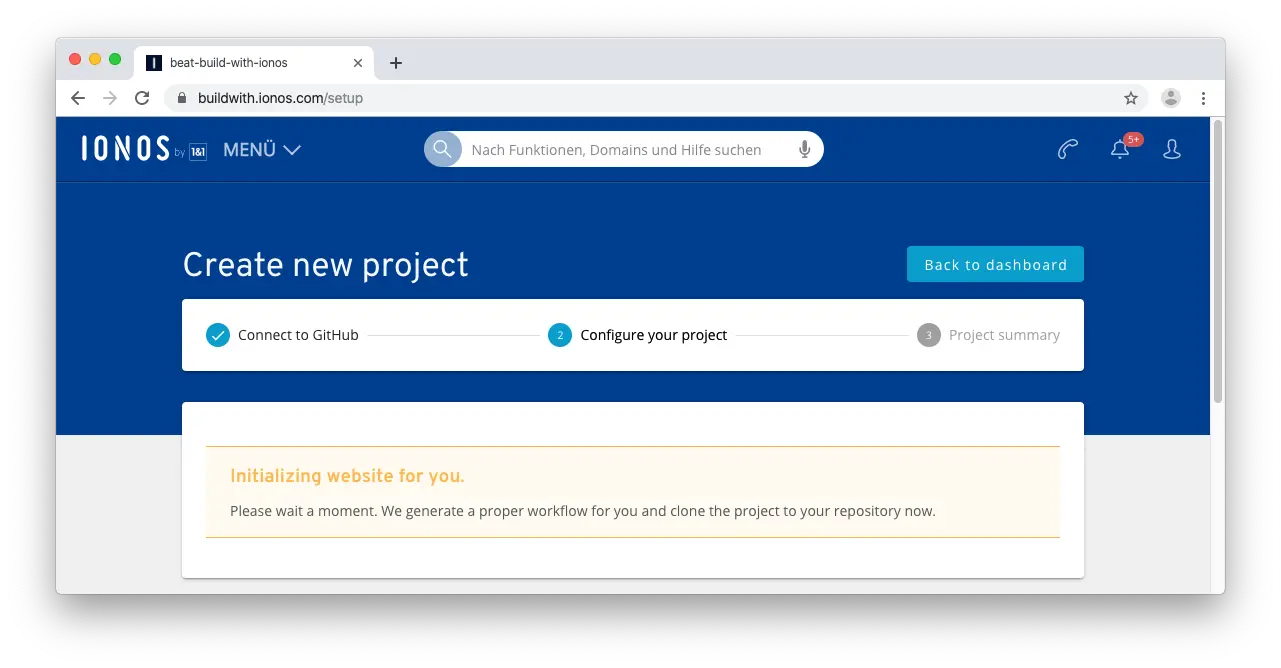 beat-build-with-ionos
buildwith.ionos.com/setup
IONOS by 1&1 MENÜ Nach Funktionen, Domains und Hilfe suchen 5+
Create new project Back to dashboard
Connect to GitHub 2 Configure your project 3 Project summary
Initializing website for you.
Please wait a moment. We generate a proper workflow for you and clone the project to your repository now.